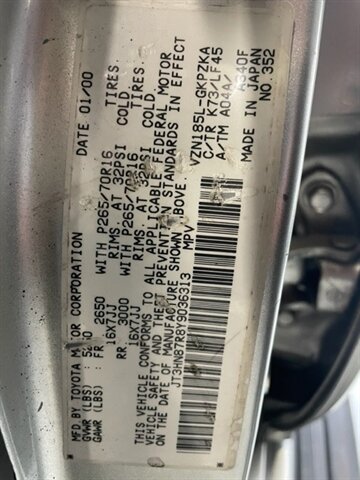 MFD BY TOYOTA MOTOR CORPORATION DATE 01/00
GVWR (LBS) : 5250
GAWR (LBS) : FR 2650 WITH P265/70R16 TIRES.
16X7JJ RIMS. AT 32PSI COLD
RR 3000 WITH P265/70R16 TIRES.
16X7JJ RIMS. AT 32PSI COLD.
THIS VEHICLE CONFORMS TO ALL APPLICABLE FEDERAL MOTOR
VEHICLE SAFETY AND THEFT PREVENTION STANDARDS IN EFFECT
ON THE DATE OF MANUFACTURE SHOWN ABOVE.
JT3HN87R8Y9036313 MPV
VZN185L-GKPZKA
C/TR K73/LF45
A/TM A04A/ A340F
MADE IN JAPAN
NO.352